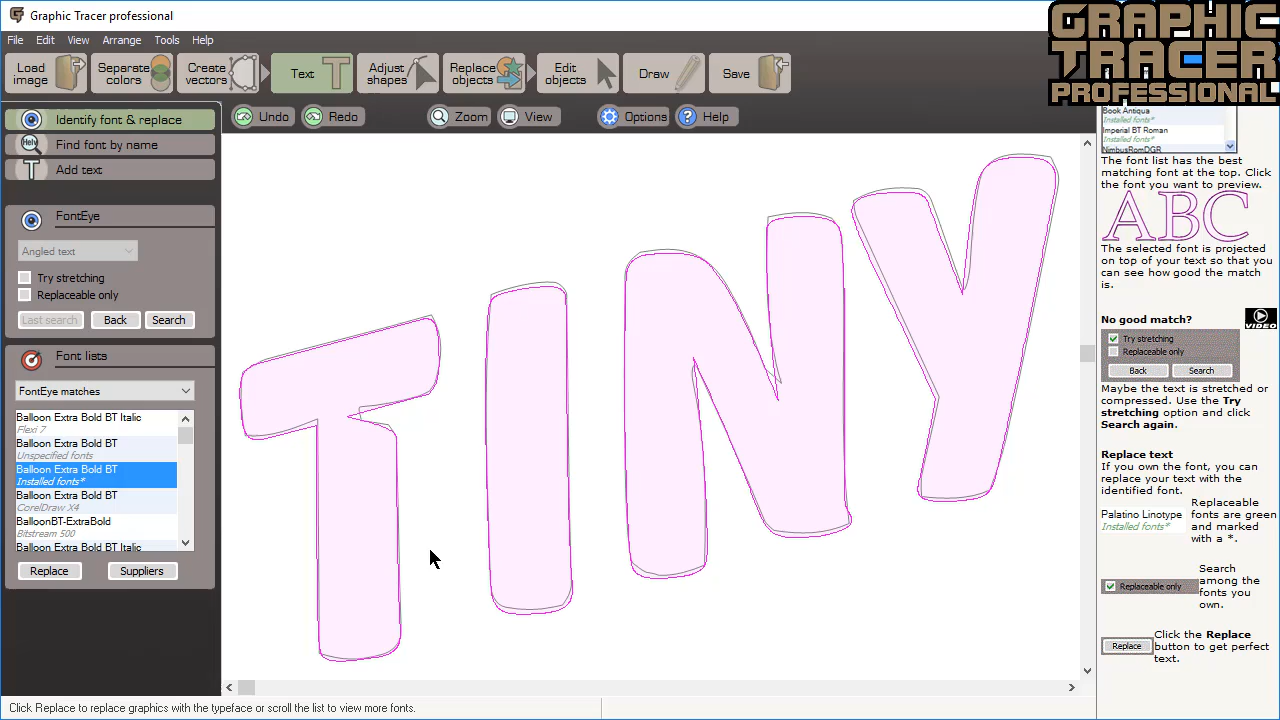 Graphic Tracer professional
GRAPHIC
TRACER
PROFESSIONAL
File Edit View Arrange Tools Help
Load image
Separate colors
Create vectors
Text
Adjust shapes
Replace objects
Edit objects
Draw
Save
Undo
Redo
Zoom
View
Options
Help
Identify font & replace
Help Find font by name
Add text
FontEye
Angled text
Try stretching
Replaceable only
Last search
Back
Search
Font lists
FontEye matches
Balloon Extra Bold BT Italic
Flexi 7
Balloon Extra Bold BT
Unspecified fonts
Balloon Extra Bold BT
Installed fonts*
Balloon Extra Bold BT
CorelDraw X4
BalloonBT-ExtraBold
Bitstream 500
Balloon Extra Bold BT Italic
Replace
Suppliers
TINY
Book Antiqua
Installed fonts*
Imperial BT Roman
Installed fonts*
NimbusRomDGR
The font list has the best
matching font at the top. Click
the font you want to preview.
ABC
The selected font is projected
on top of your text so that you
can see how good the match
is.
No good match?
VIDEO
Try stretching
Replaceable only
Back
Search
Maybe the text is stretched or
compressed. Use the Try
stretching option and click
Search again.
Replace text
If you own the font, you can
replace your text with the
identified font.
Palatino Linotype
Installed fonts*
Replaceable
fonts are green
and marked
with a *.
Replaceable only
Search
among the
fonts you
own.
Replace
Click the Replace
button to get perfect
text.
Click Replace to replace graphics with the typeface or scroll the list to view more fonts.